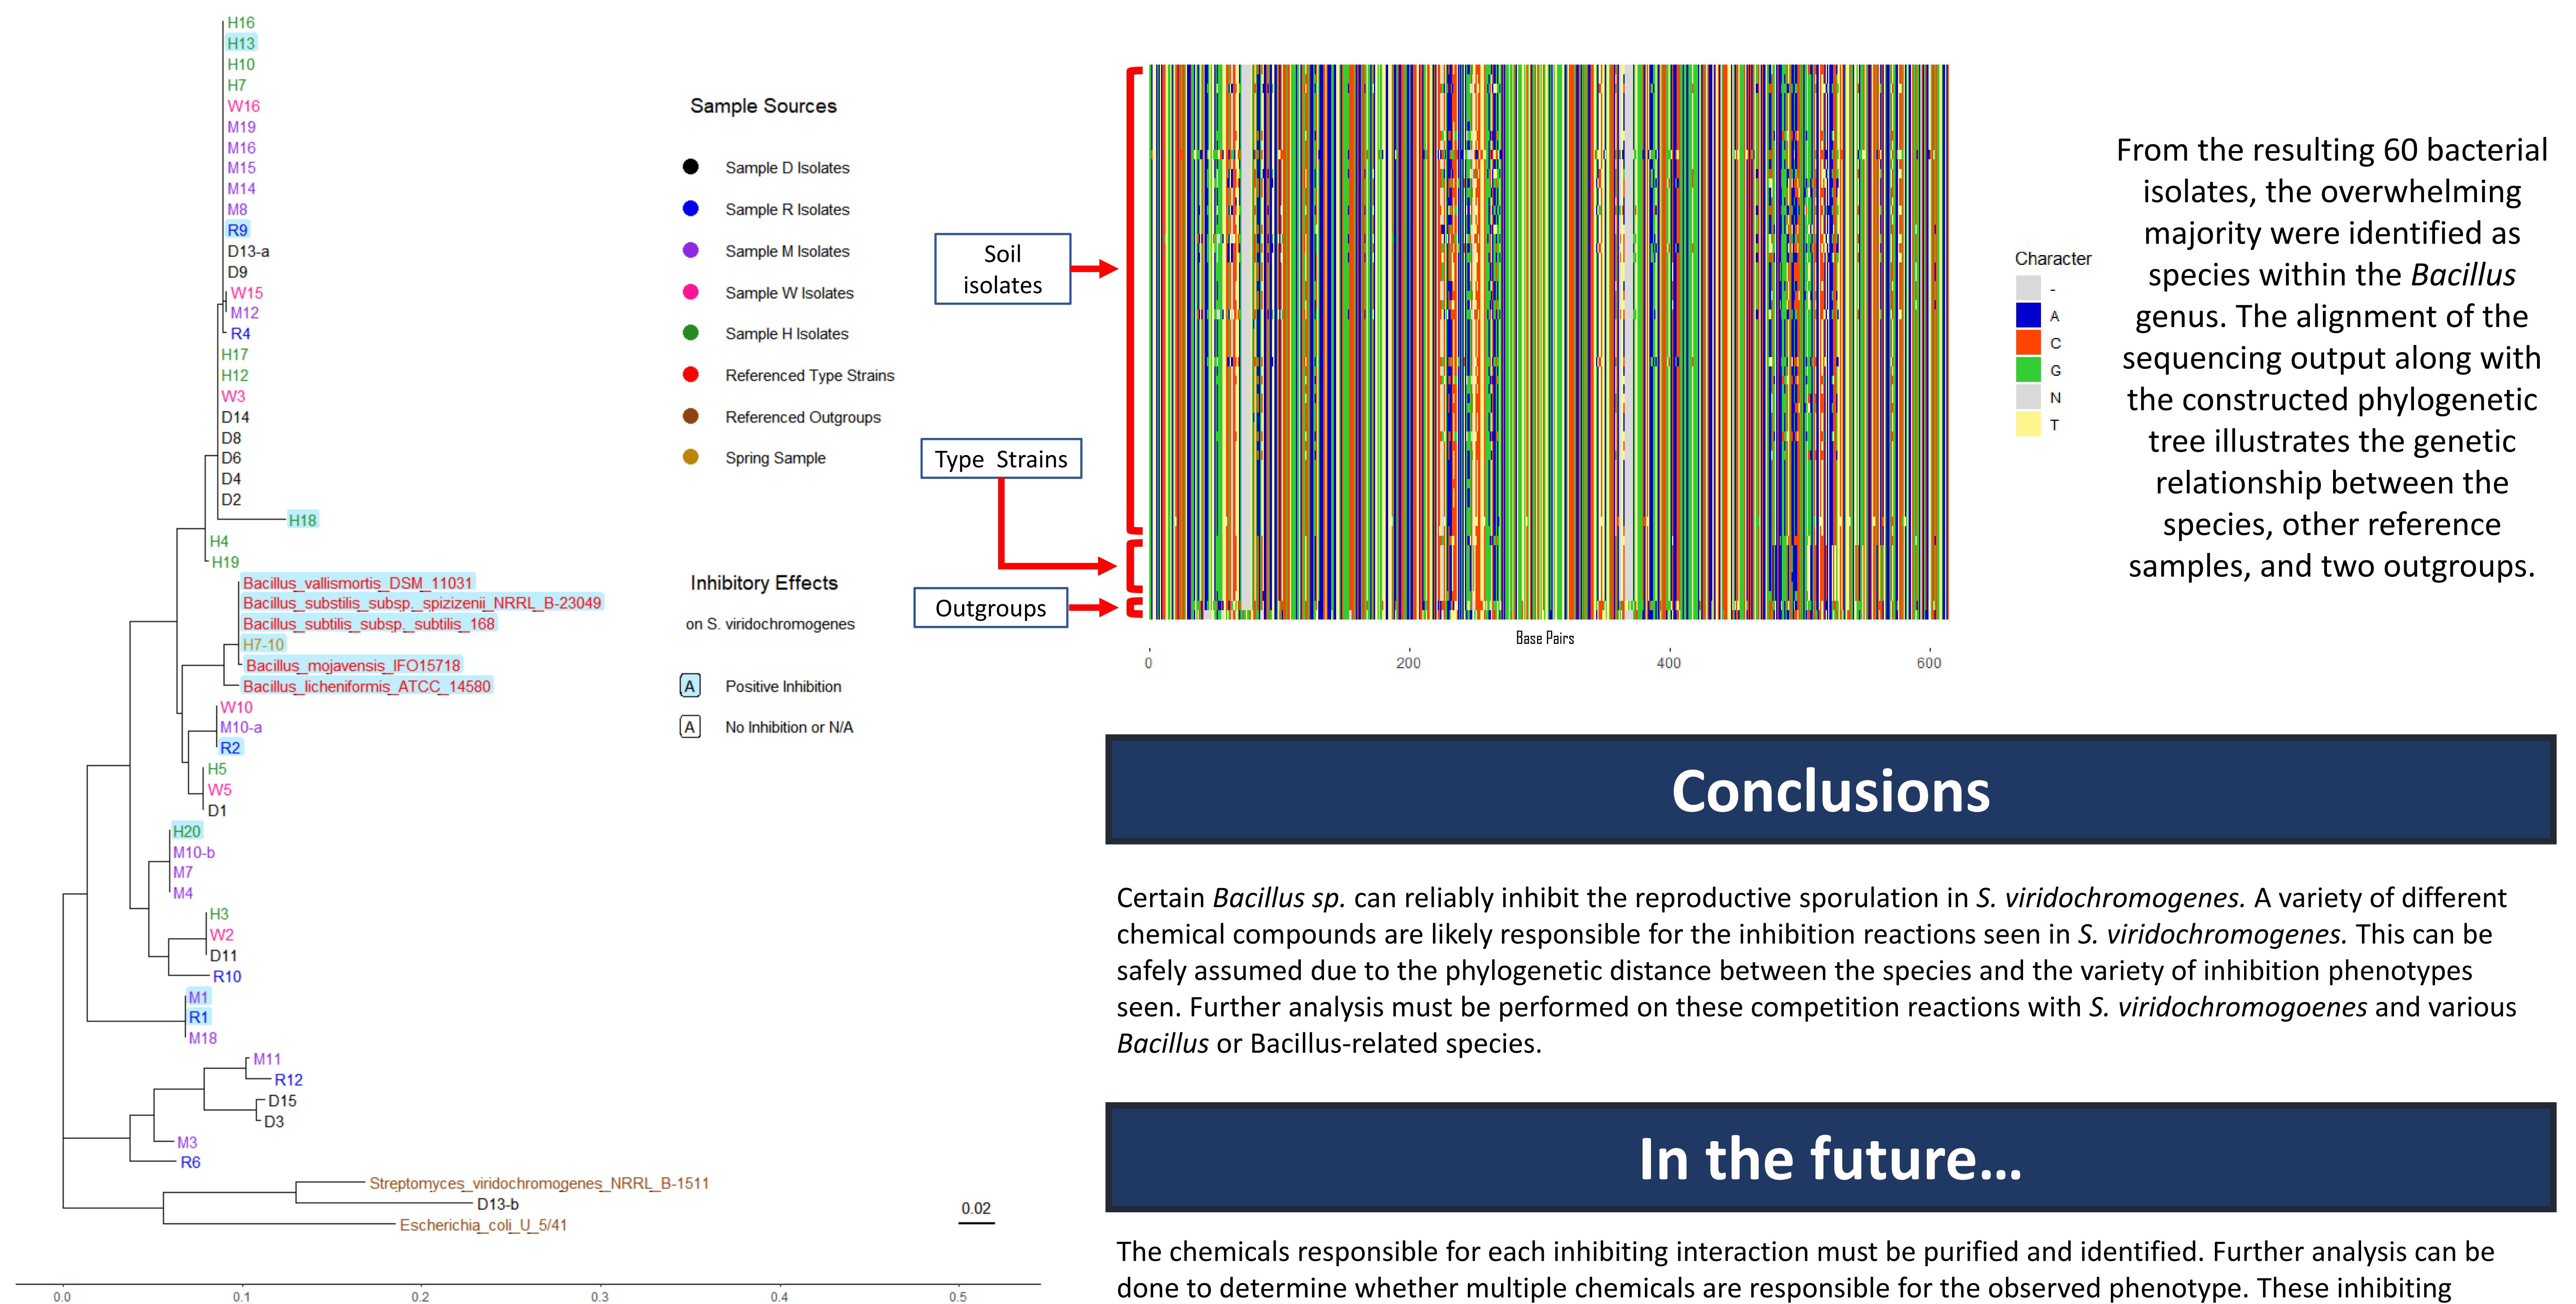 H16
H13
H10
H7
W16
M19
M16
M15
M14
M8
R9
D13-a
D9
W15
M12
R4
H17
H12
W3
D14
D8
D6
D4
D2
H18
H4
H19
Bacillus_vallismortis_DSM_11031
Bacillus_substilis_subsp._spizizenii_NRRL_B-23049
Bacillus_subtilis_subsp._subtilis_168
H7-10
Bacillus_mojavensis_IFO15718
Bacillus_licheniformis_ATCC_14580
W10
M10-a
R2
H5
W5
D1
H20
M10-b
M7
M4
H3
W2
D11
R10
M1
R1
M18
M11
R12
D15
D3
M3
R6
Streptomyces_viridochromogenes_NRRL_B-1511
D13-b
Escherichia_coli_U_5/41
0.02
0.0 0.1 0.2 0.3 0.4 0.5
Sample Sources
Sample D Isolates
Sample R Isolates
Sample M Isolates
Sample W Isolates
Sample H Isolates
Referenced Type Strains
Referenced Outgroups
Spring Sample
Inhibitory Effects
on S. viridochromogenes
A Positive Inhibition
A No Inhibition or N/A
Soil
isolates
Type Strains
Outgroups
Base Pairs
0 200 400 600
Character
-
A
C
G
N
T
From the resulting 60 bacterial
isolates, the overwhelming
majority were identified as
species within the Bacillus
genus. The alignment of the
sequencing output along with
the constructed phylogenetic
tree illustrates the genetic
relationship between the
species, other reference
samples, and two outgroups.
Conclusions
Certain Bacillus sp. can reliably inhibit the reproductive sporulation in S. viridochromogenes. A variety of different
chemical compounds are likely responsible for the inhibition reactions seen in S. viridochromogenes. This can be
safely assumed due to the phylogenetic distance between the species and the variety of inhibition phenotypes
seen. Further analysis must be performed on these competition reactions with S. viridochromogoenes and various
Bacillus or Bacillus-related species.
In the future…
The chemicals responsible for each inhibiting interaction must be purified and identified. Further analysis can be
done to determine whether multiple chemicals are responsible for the observed phenotype. These inhibiting